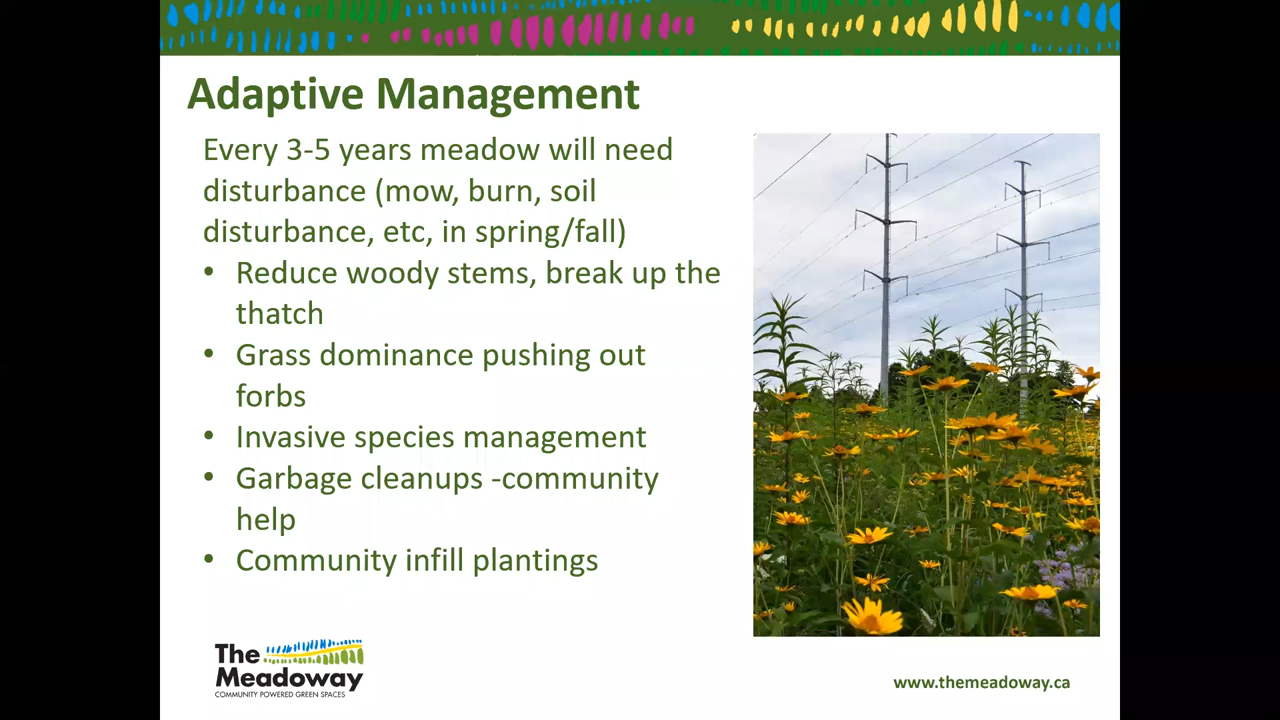 Adaptive Management
Every 3-5 years meadow will need
disturbance (mow, burn, soil
disturbance, etc, in spring/fall)
• Reduce woody stems, break up the
thatch
• Grass dominance pushing out
forbs
• Invasive species management
• Garbage cleanups -community
help
• Community infill plantings
The
Meadoway
COMMUNITY POWERED GREEN SPACES
www.themeadoway.ca